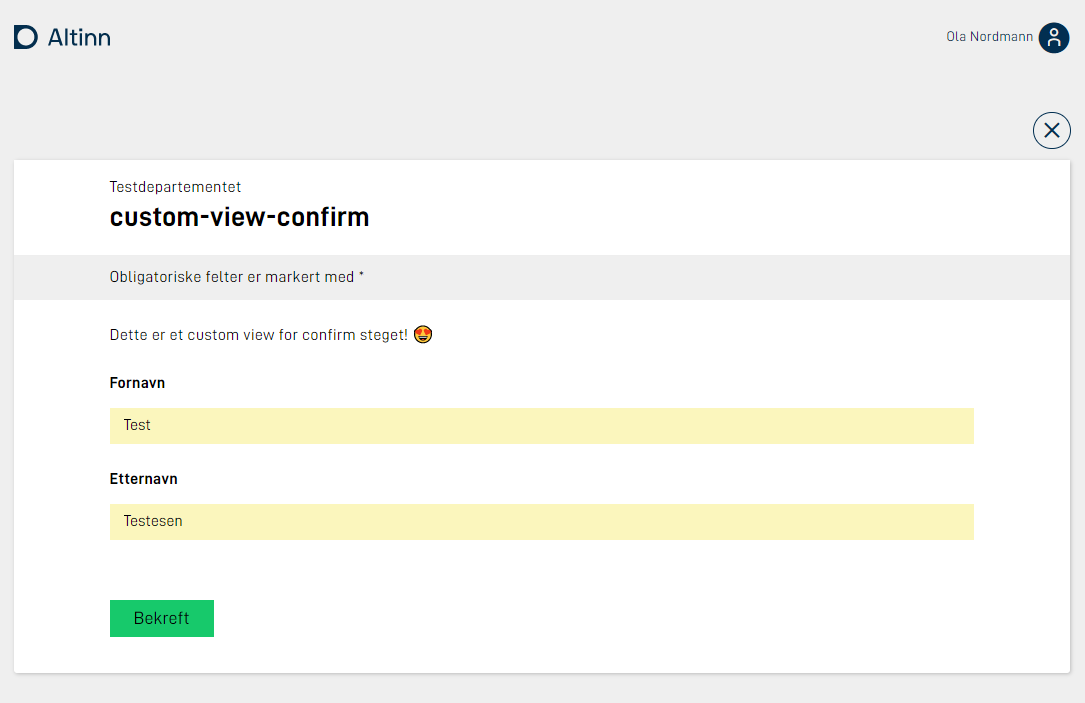 Altinn
Ola Nordmann
Testdepartementet
custom-view-confirm
Obligatoriske felter er markert med *
Dette er et custom view for confirm steget! 😍
Fornavn
Test
Etternavn
Testesen
Bekreft